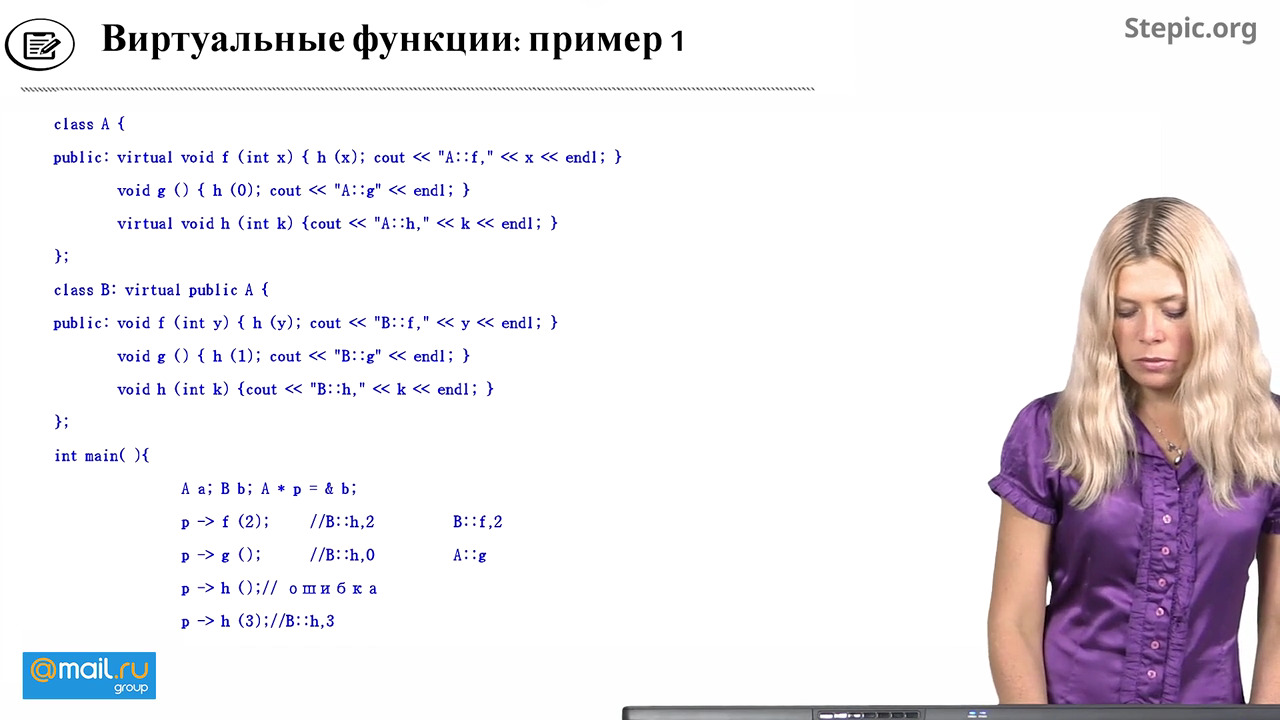 Виртуальные функции: пример 1
Stepic.org
class A {
public: virtual void f (int x) { h (x); cout << "A::f," << x << endl; }
void g () { h (0); cout << "A::g" << endl; }
virtual void h (int k) {cout << "A::h," << k << endl; }
};
class B: virtual public A {
public: void f (int y) { h (y); cout << "B::f," << y << endl; }
void g () { h (1); cout << "B::g" << endl; }
void h (int k) {cout << "B::h," << k << endl; }
};
int main( ){
A a; B b; A * p = & b;
p -> f (2); //B::h,2 B::f,2
p -> g (); //B::h,0 A::g
p -> h ();// ошибка
p -> h (3);//B::h,3
@mail.ru
group